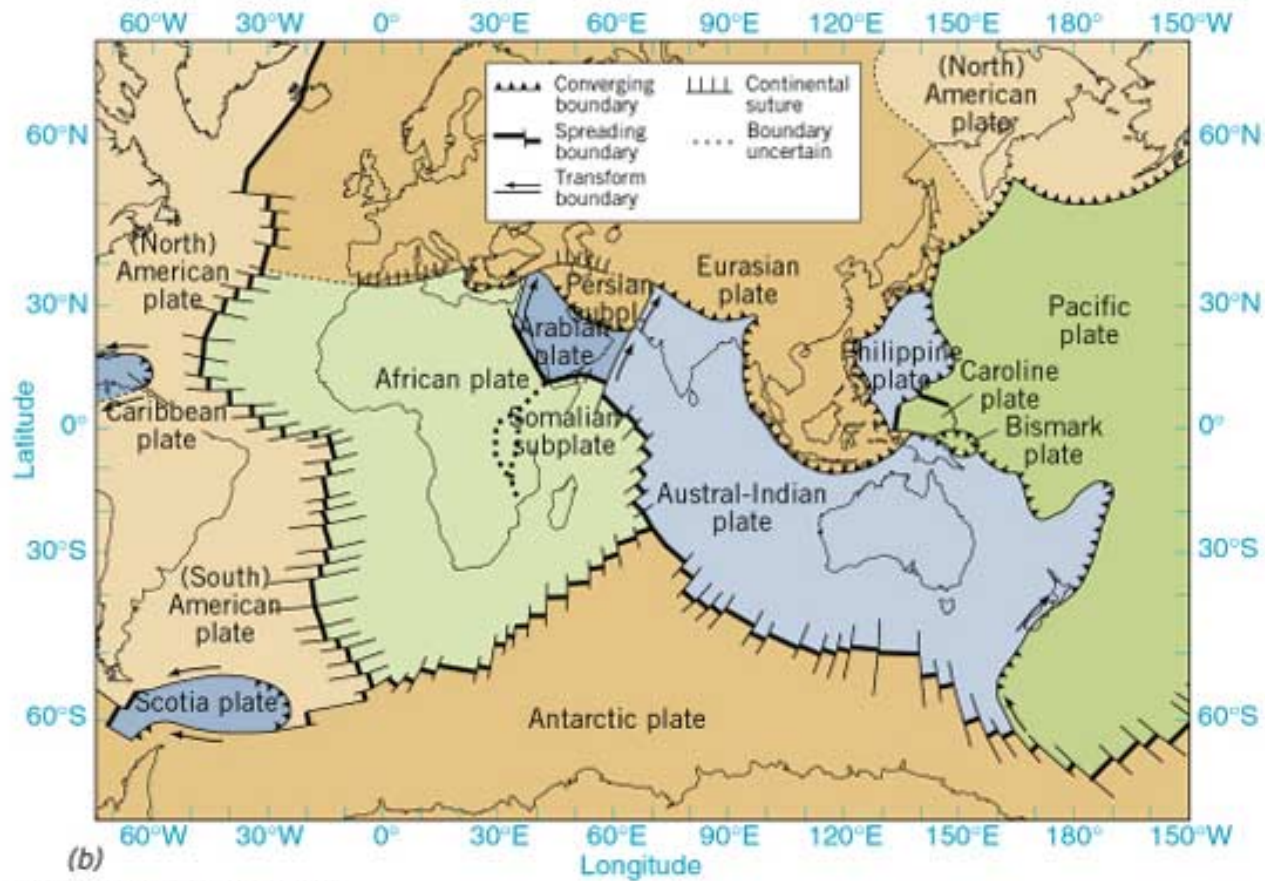 60°W 30°W 0° 30°E 60°E 90°E 120°E 150°E 180° 150°W
Converging
boundary
Spreading
boundary
Transform
boundary
Continental
suture
Boundary
uncertain
(North)
American
plate
60°N
60°N
(North)
American
plate
Eurasian
plate
Persian
subpl.
30°N
30°N
Arabian
plate
Pacific
plate
Philippine
plate
African plate
Caroline
plate
Caribbean
plate
Somalian
subplate
Bismark
plate
Latitude
0°
0°
Austral-Indian
plate
30°S
30°S
(South)
American
plate
Scotia plate
Antarctic plate
60°S
60°S
60°W 30°W 0° 30°E 60°E 90°E 120°E 150°E 180° 150°W
(b)
Longitude